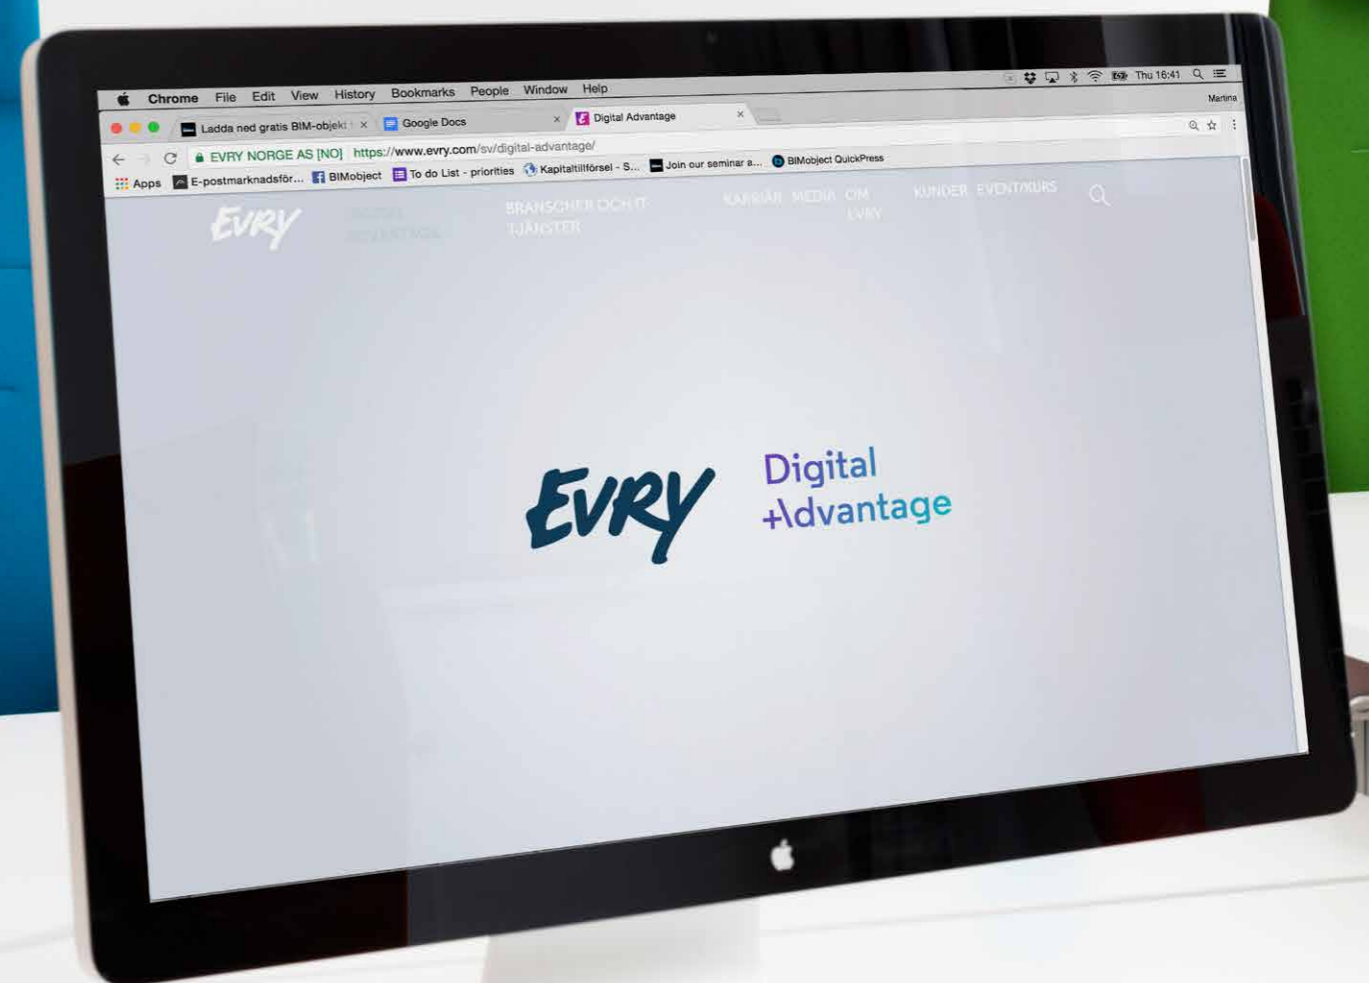 Chrome File Edit View History Bookmarks People Window Help Thu 16:41
Ladda ned gratis BIM-objekt × Google Docs × Digital Advantage × Martina
EVRY NORGE AS [NO] https://www.evry.com/sv/digital-advantage/
Apps E-postmarknadsför... BIMobject To do List - priorities Kapitaltillförsel - S... Join our seminar a... BIMobject QuickPress
EVRY
ADVANTAGE
BRANSCHER OCH IT-
TJÄNSTER
KARRIÄR MEDIA OM
EVRY
KUNDER EVENT/KURS
EVRY
Digital
+\dvantage